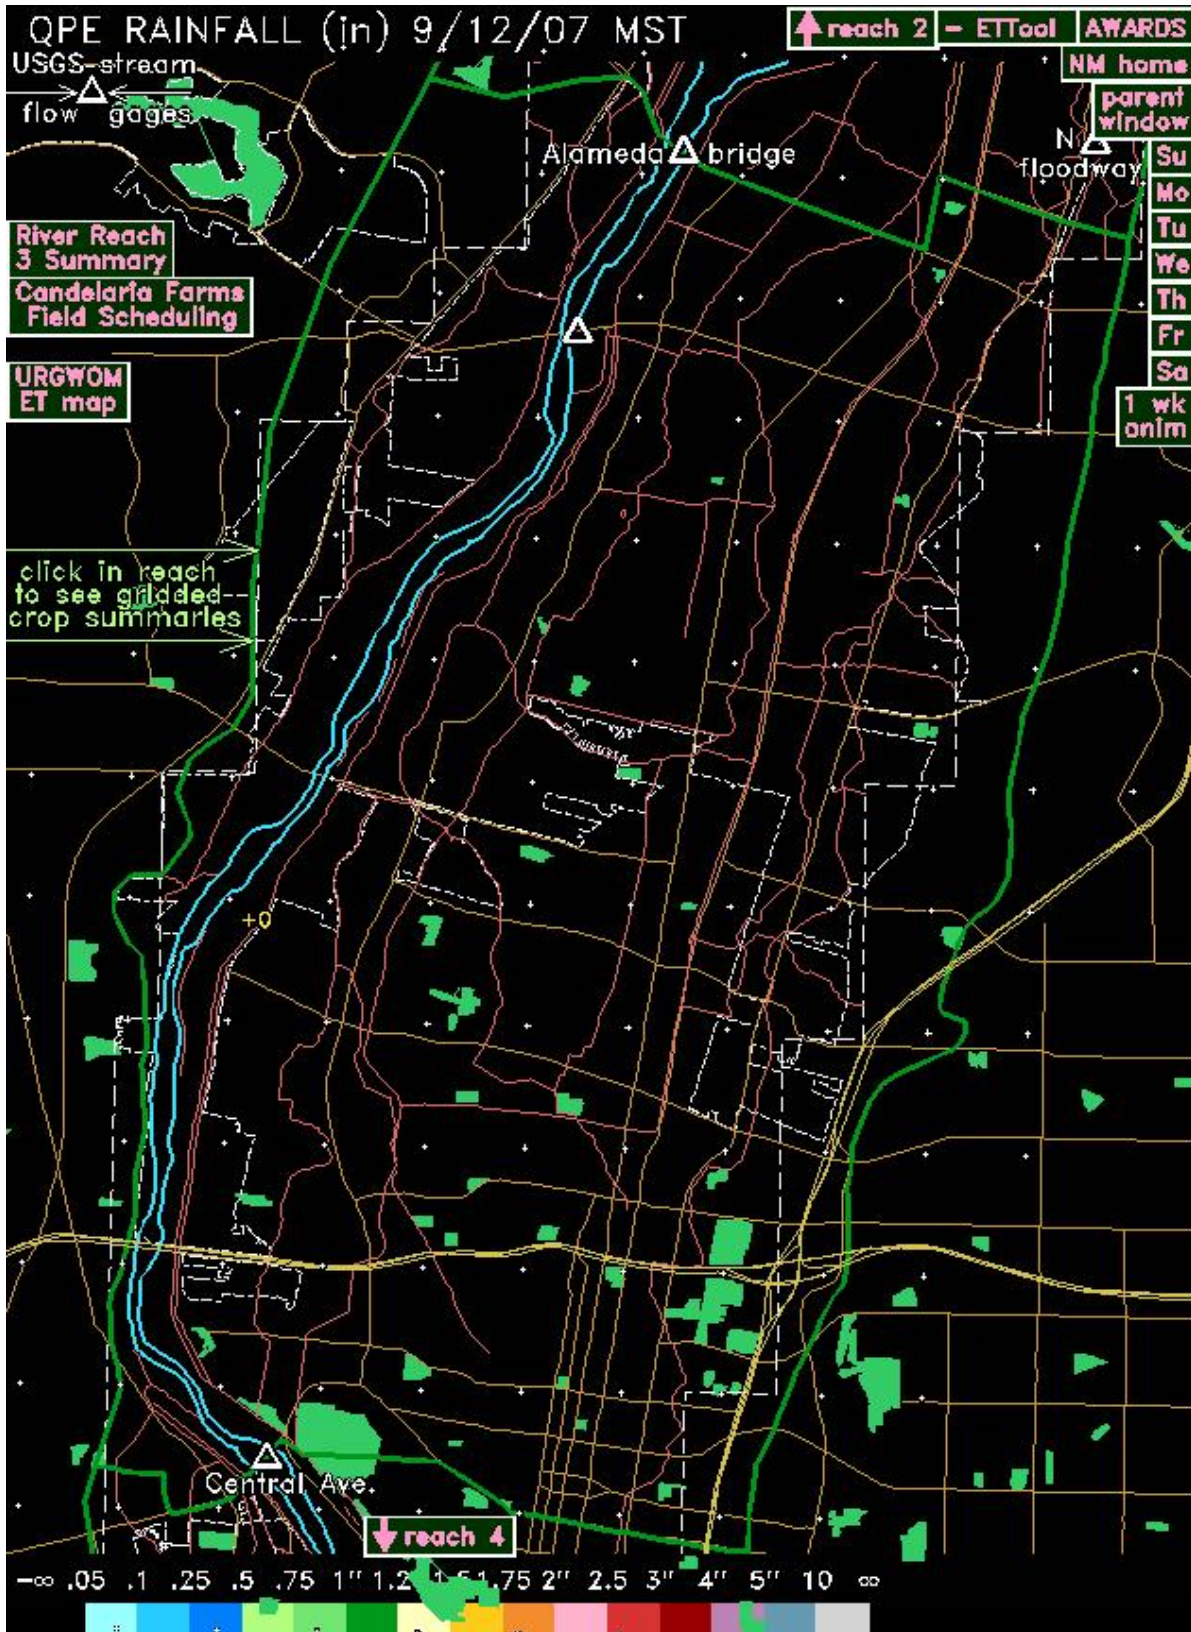 QPE RAINFALL (in) 9/12/07 MST
reach 2
- ETTool
AWARDS
NM home
parent
window
USGS stream
flow gages
Alameda bridge
N
floodway
Su
Mo
Tu
We
Th
Fr
Sa
1 wk
anim
River Reach
3 Summary
Candelaria Farms
Field Scheduling
URGWOM
ET map
click in reach
to see gridded
crop summaries
+0
Central Ave.
reach 4
-∞ .05 .1 .25 .5 .75 1" 1.2 1.75 2" 2.5 3" 4" 5" 10 ∞